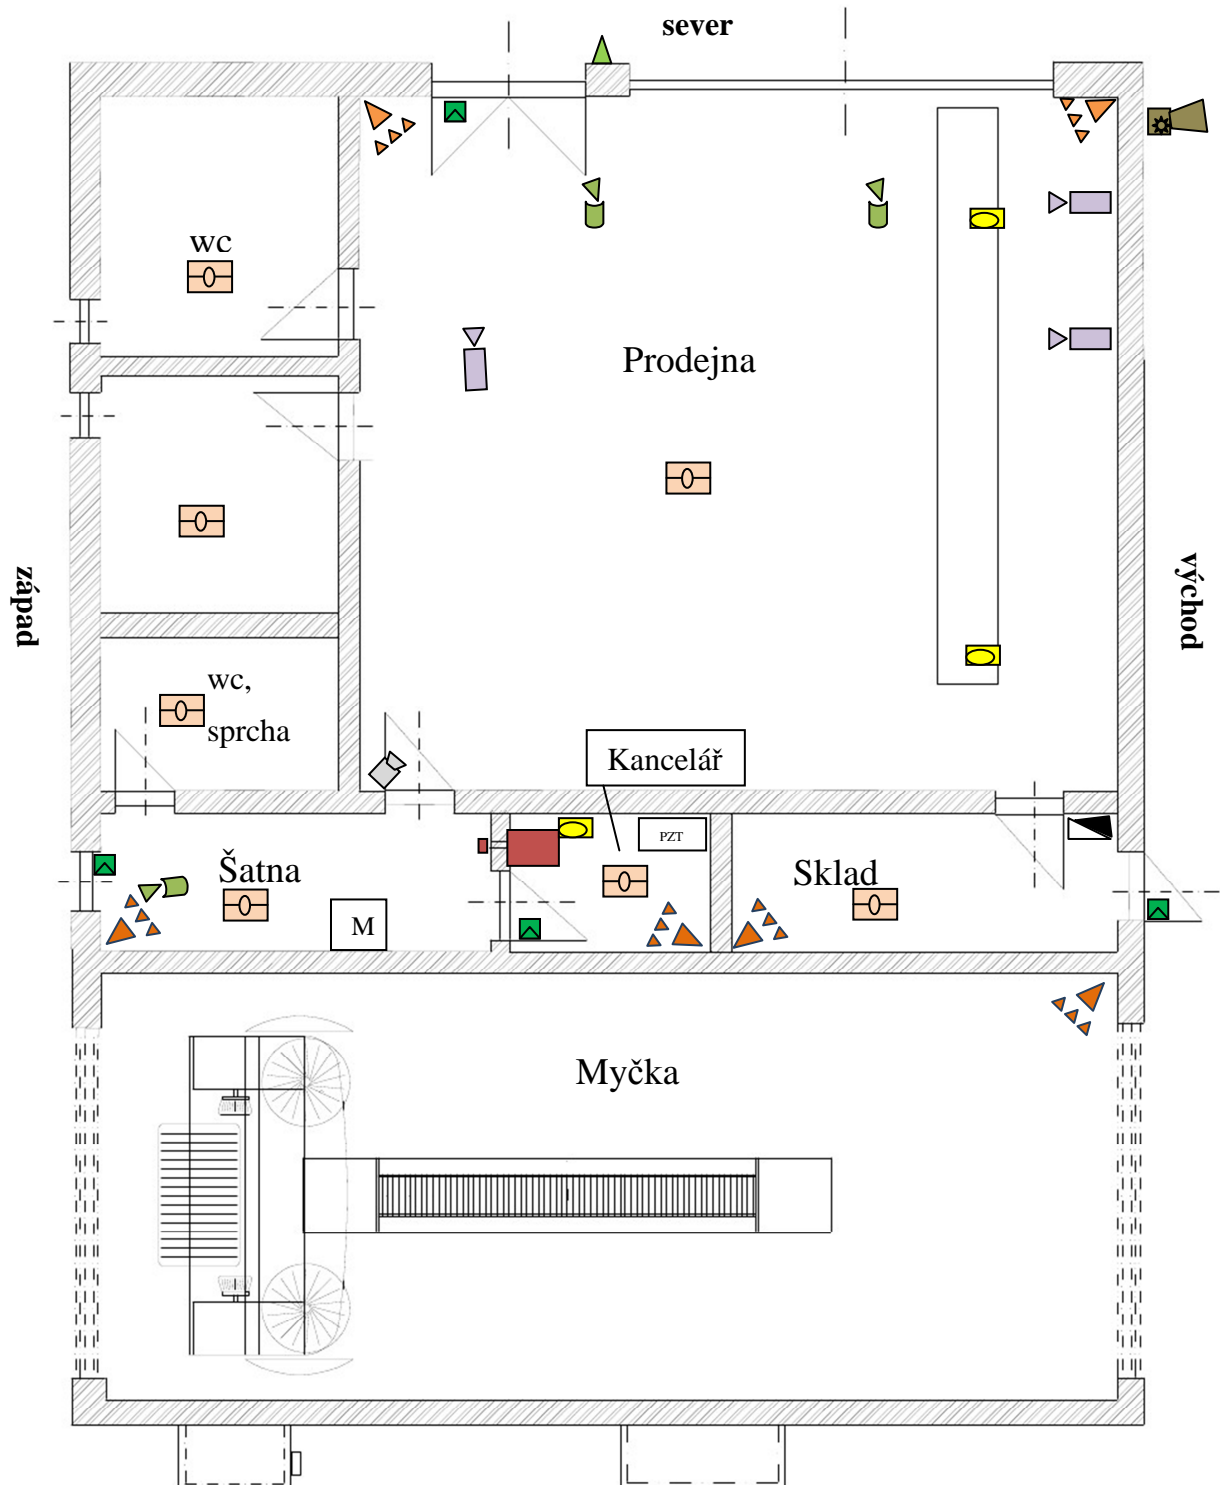 sever
wc
Prodejna
západ
východ
wc,
sprcha
Kancelář
PZT
Šatna
Sklad
M
Myčka